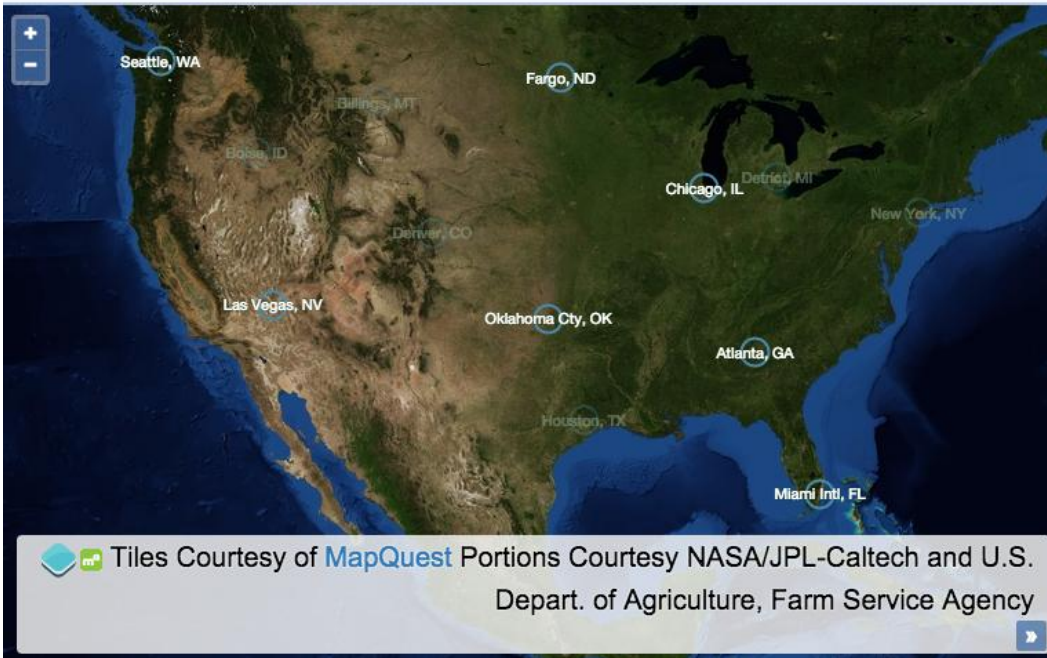 +
−
Seattle, WA
Fargo, ND
Billings, MT
Boise, ID
Detriot, MI
Chicago, IL
New York, NY
Denver, CO
Las Vegas, NV
Oklahoma Cty, OK
Atlanta, GA
Houston, TX
Miami Intl, FL
m
Tiles Courtesy of MapQuest Portions Courtesy NASA/JPL-Caltech and U.S.
Depart. of Agriculture, Farm Service Agency
»